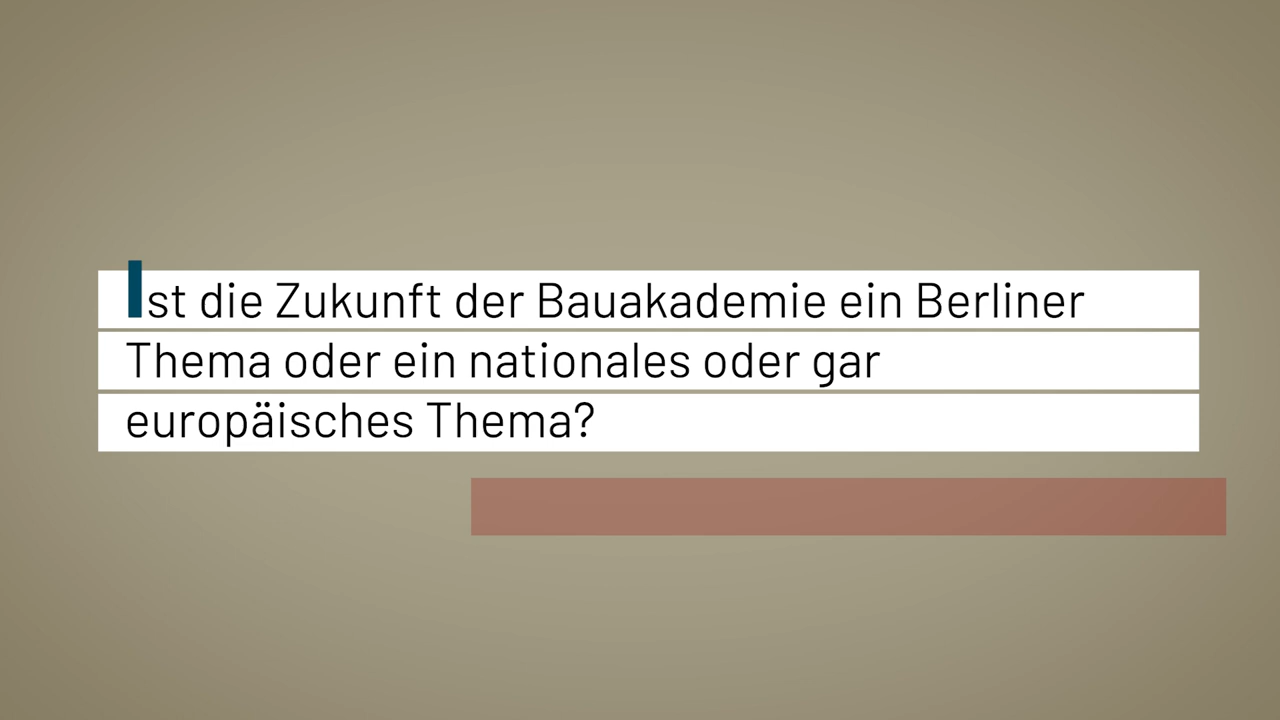 Ist die Zukunft der Bauakademie ein Berliner
Thema oder ein nationales oder gar
europäisches Thema?